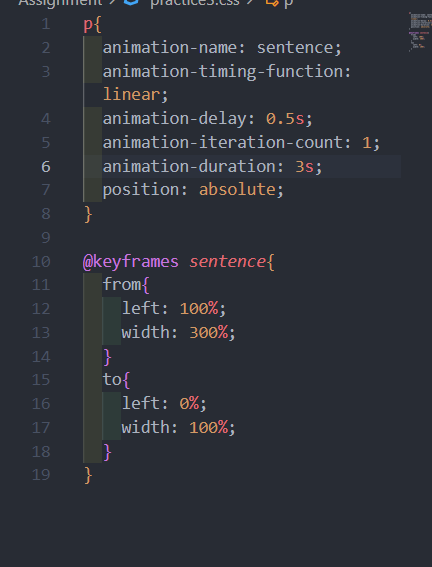 Assignment > practice3.css > p
1 p{
2 animation-name: sentence;
3 animation-timing-function:
linear;
4 animation-delay: 0.5s;
5 animation-iteration-count: 1;
6 animation-duration: 3s;
7 position: absolute;
8 }
9
10 @keyframes sentence{
11 from{
12 left: 100%;
13 width: 300%;
14 }
15 to{
16 left: 0%;
17 width: 100%;
18 }
19 }